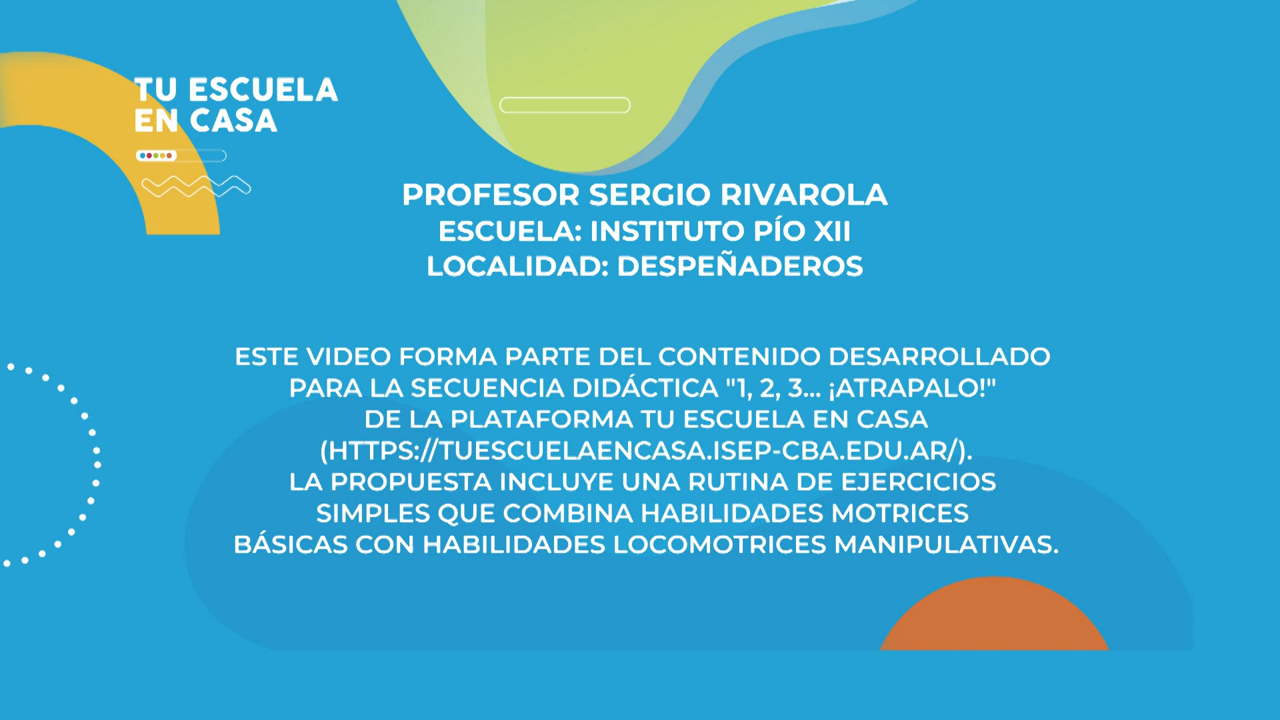 TU ESCUELA
EN CASA
PROFESOR SERGIO RIVAROLA
ESCUELA: INSTITUTO PÍO XII
LOCALIDAD: DESPEÑADEROS
ESTE VIDEO FORMA PARTE DEL CONTENIDO DESARROLLADO
PARA LA SECUENCIA DIDÁCTICA "1, 2, 3... ¡ATRAPALO!"
DE LA PLATAFORMA TU ESCUELA EN CASA
(HTTPS://TUESCUELAENCASA.ISEP-CBA.EDU.AR/).
LA PROPUESTA INCLUYE UNA RUTINA DE EJERCICIOS
SIMPLES QUE COMBINA HABILIDADES MOTRICES
BÁSICAS CON HABILIDADES LOCOMOTRICES MANIPULATIVAS.